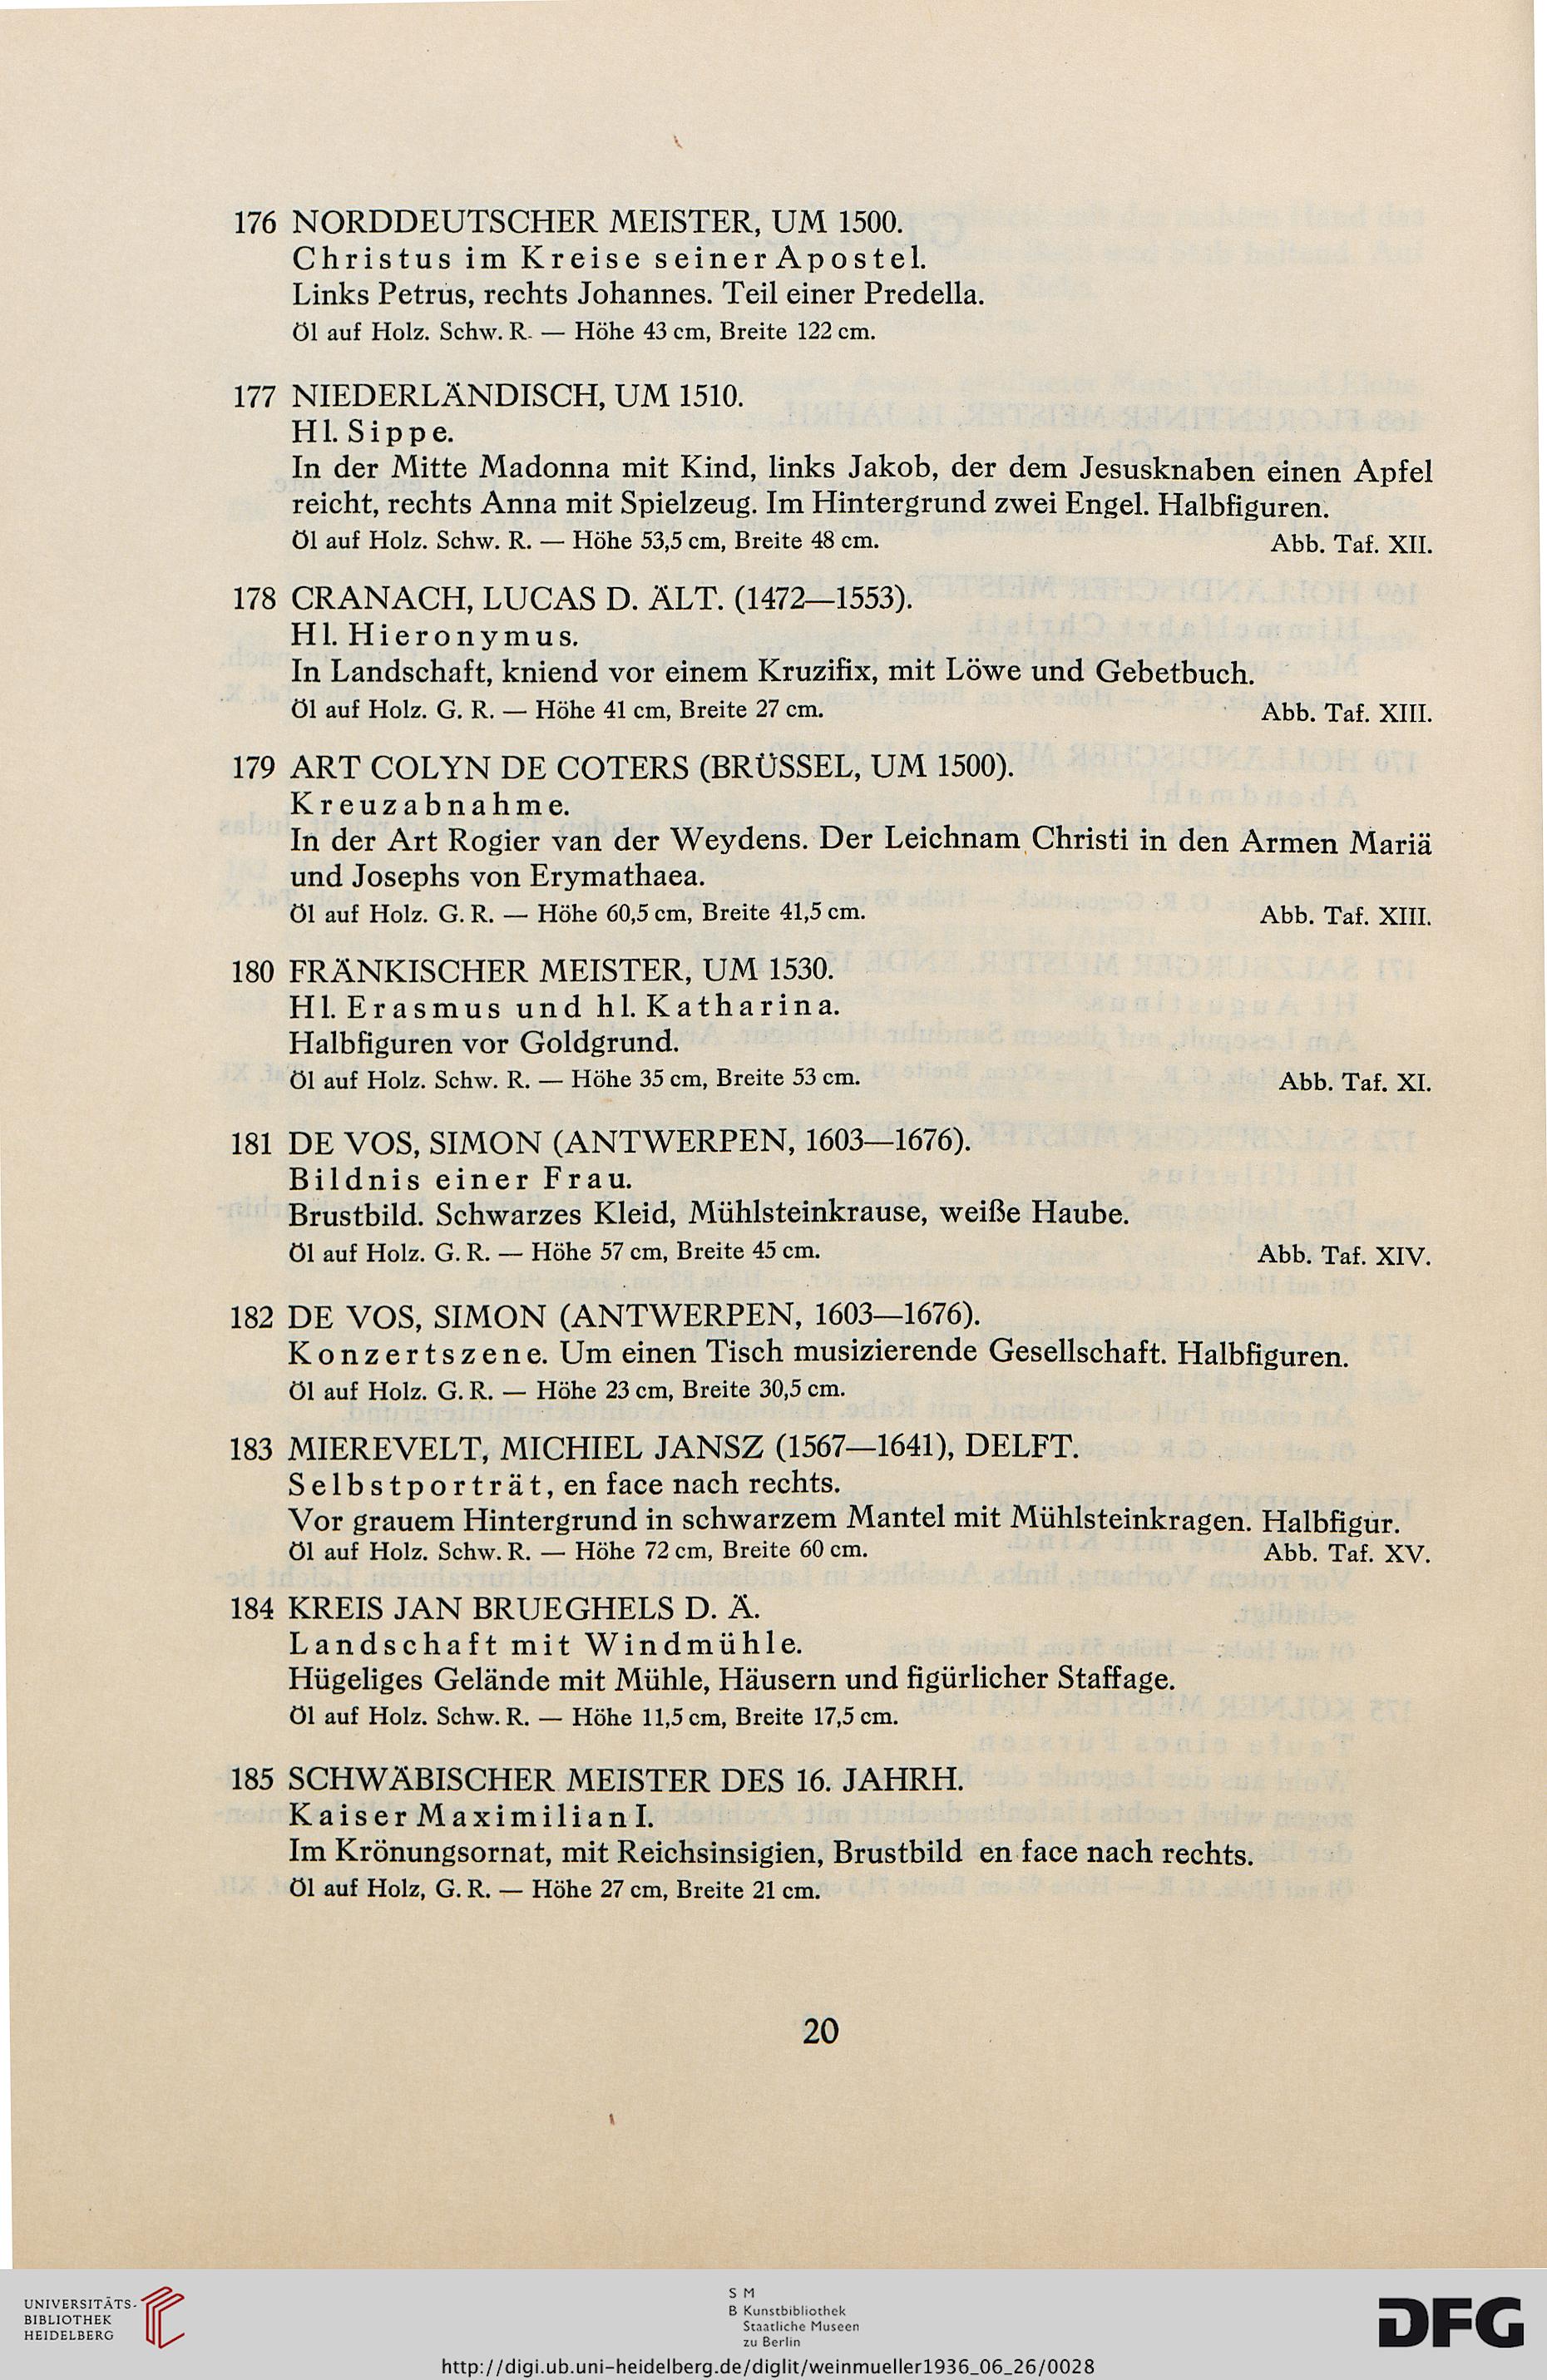 176 NORDDEUTSCHER MEISTER, UM 1500.
Christus im Kreise seiner Apostel.
Links Petrus, rechts Johannes. Teil einer Predella.
Öl auf Holz. Schw. R. — Höhe 43 cm, Breite 122 cm.
177 NIEDERLÄNDISCH, UM 1510.
Hl. Sippe.
In der Mitte Madonna mit Kind, links Jakob, der dem Jesusknaben einen Apfel
reicht, rechts Anna mit Spielzeug. Im Hintergrund zwei Engel. Halbfiguren.
Öl auf Holz. Schw. R. — Höhe 53,5 cm, Breite 48 cm. Abb. Taf. XII.
178 CRANACH, LUCAS D. ÄLT. (1472—1553).
Hl. Hieronymus.
In Landschaft, kniend vor einem Kruzifix, mit Löwe und Gebetbuch.
Öl auf Holz. G. R. — Höhe 41 cm, Breite 27 cm. Abb. Taf. XIII.
179 ART COLYN DE COTERS (BRÜSSEL, UM 1500).
Kreuzabnahme.
In der Art Rogier van der Weydens. Der Leichnam Christi in den Armen Mariä
und Josephs von Erymathaea.
Öl auf Holz. G. R. — Höhe 60,5 cm, Breite 41,5 cm. Abb. Taf. XIII.
180 FRÄNKISCHER MEISTER, UM 1530.
Hl. Erasmus und hl. Katharina.
Halbfiguren vor Goldgrund.
Öl auf Holz. Schw. R. — Höhe 35 cm, Breite 53 cm. Abb. Taf. XI.
181 DE VOS, SIMON (ANTWERPEN, 1603—1676).
Bildnis einer Frau.
Brustbild. Schwarzes Kleid, Mühlsteinkrause, weiße Haube.
Öl auf Holz. G. R. — Höhe 57 cm, Breite 45 cm. Abb. Taf. XIV.
182 DE VOS, SIMON (ANTWERPEN, 1603—1676).
Konzertszene. Um einen Tisch musizierende Gesellschaft. Halbfiguren.
Öl auf Holz. G. R. — Höhe 23 cm, Breite 30,5 cm.
183 MIEREVELT, MICHIEL JANSZ (1567—1641), DELFT.
Selbstporträt, en face nach rechts.
Vor grauem Hintergrund in schwarzem Mantel mit Mühlsteinkragen. Halbfigur.
Öl auf Holz. Schw. R. — Höhe 72 cm, Breite 60 cm. Abb. Taf. XV.
184 KREIS JAN BRUEGHELS D. Ä.
Landschaft mit Windmühle.
Hügeliges Gelände mit Mühle, Häusern und figürlicher Staffage.
Öl auf Holz. Schw. R. — Höhe 11,5 cm, Breite 17,5 cm.
185 SCHWÄBISCHER MEISTER DES 16. JAHRH.
Kaiser Maximilian I.
Im Krönungsornat, mit Reichsinsigien, Brustbild en face nach rechts.
Öl auf Holz, G. R. — Höhe 27 cm, Breite 21 cm.
20
UNIVERSITÄTS-
BIBLIOTHEK
HEIDELBERG
S M
B Kunstbibliothek
Staatliche Museen
zu Berlin
DFG
http://digi.ub.uni-heidelberg.de/diglit/weinmueller1936_06_26/0028